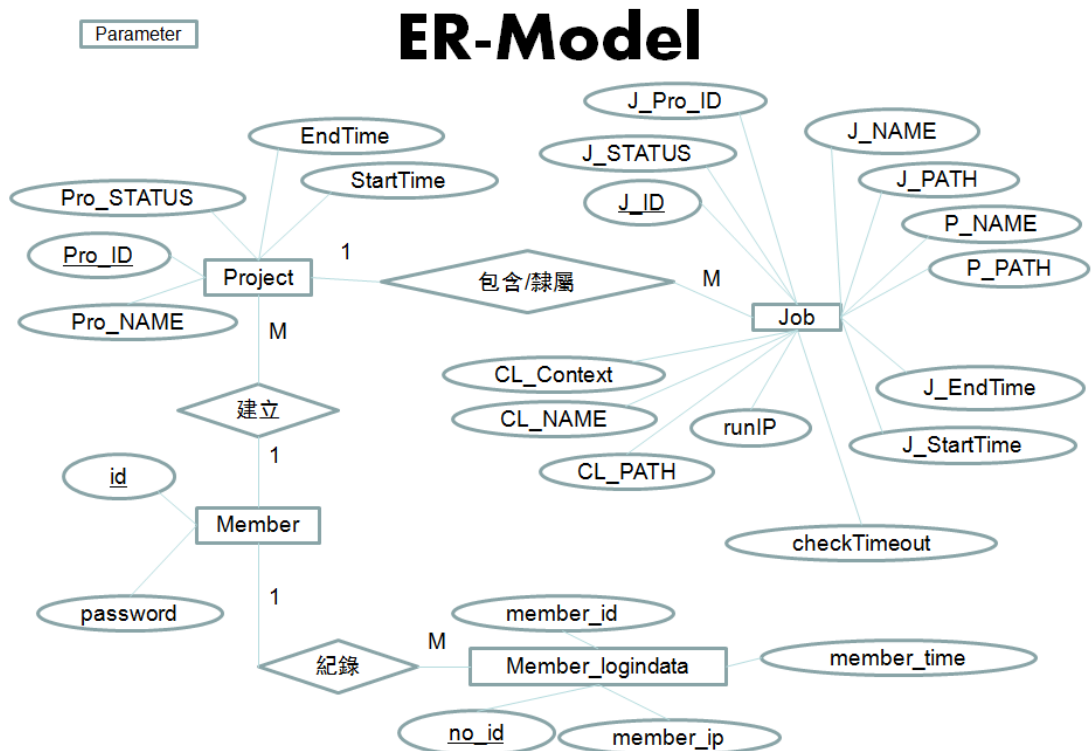 ER-Model
Parameter
J_Pro_ID
J_NAME
EndTime
J_STATUS
StartTime
J_PATH
Pro_STATUS
J_ID
P_NAME
Pro_ID
1
P_PATH
Project
包含/隸屬
M
Job
Pro_NAME
M
CL_Context
J_EndTime
建立
CL_NAME
runIP
J_StartTime
1
id
CL_PATH
Member
checkTimeout
1
password
member_id
M
紀錄
Member_logindata
member_time
no_id
member_ip